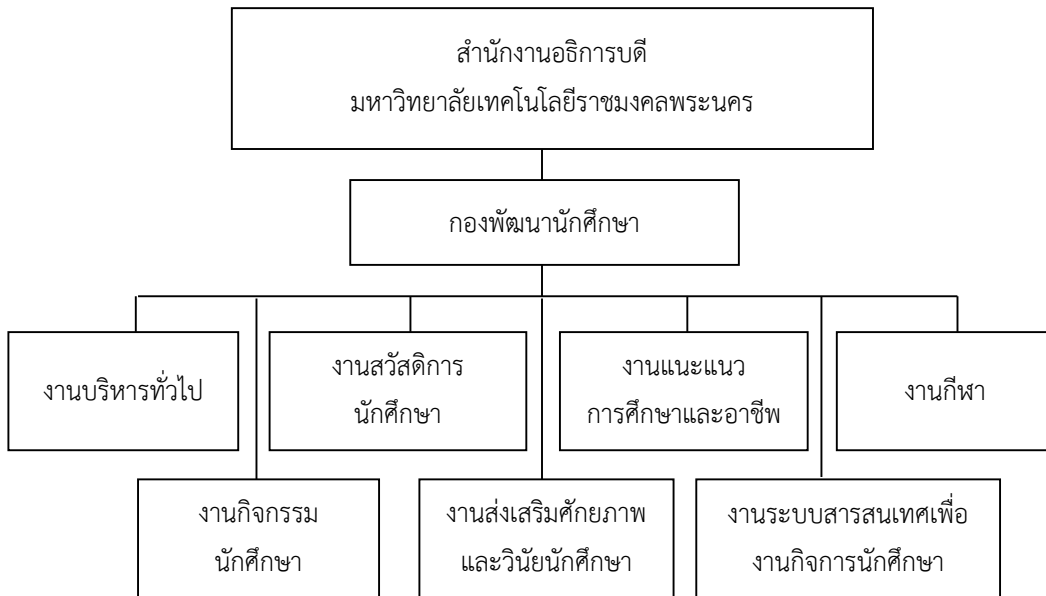 สำนักงานอธิการบดี
มหาวิทยาลัยเทคโนโลยีราชมงคลพระนคร
กองพัฒนานักศึกษา
งานบริหารทั่วไป
งานสวัสดิการ
นักศึกษา
งานแนะแนว
การศึกษาและอาชีพ
งานกีฬา
งานกิจกรรม
นักศึกษา
งานส่งเสริมศักยภาพ
และวินัยนักศึกษา
งานระบบสารสนเทศเพื่อ
งานกิจการนักศึกษา